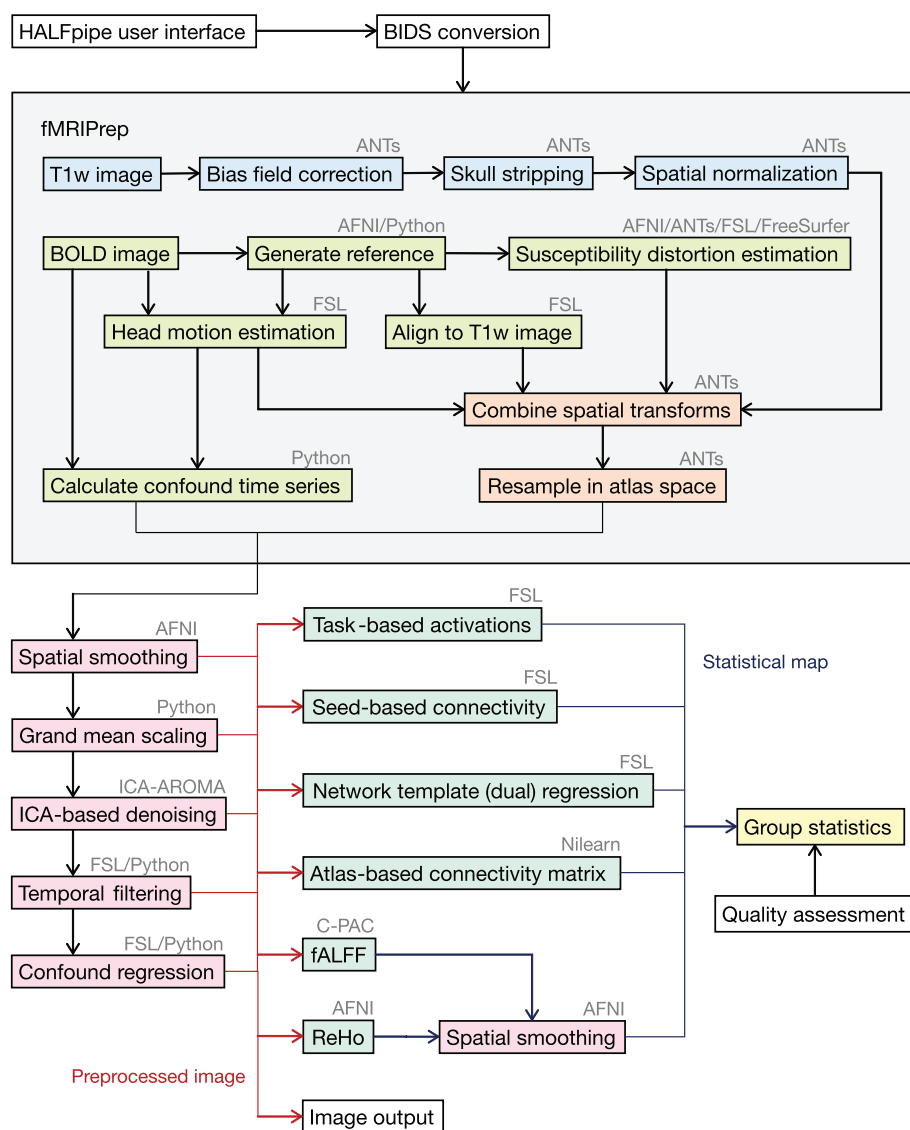 HALFpipe user interface
BIDS conversion
fMRIPrep
ANTs
ANTs
ANTs
T1w image
Bias field correction
Skull stripping
Spatial normalization
AFNI/Python
AFNI/ANTs/FSL/FreeSurfer
BOLD image
Generate reference
Susceptibility distortion estimation
FSL
FSL
Head motion estimation
Align to T1w image
ANTs
Combine spatial transforms
Python
ANTs
Calculate confound time series
Resample in atlas space
FSL
Task-based activations
AFNI
Spatial smoothing
Statistical map
FSL
Seed-based connectivity
Python
Grand mean scaling
FSL
Network template (dual) regression
ICA-AROMA
ICA-based denoising
Group statistics
Nilearn
Atlas-based connectivity matrix
FSL/Python
Temporal filtering
Quality assessment
C-PAC
fALFF
FSL/Python
Confound regression
AFNI
AFNI
ReHo
Spatial smoothing
Preprocessed image
Image output